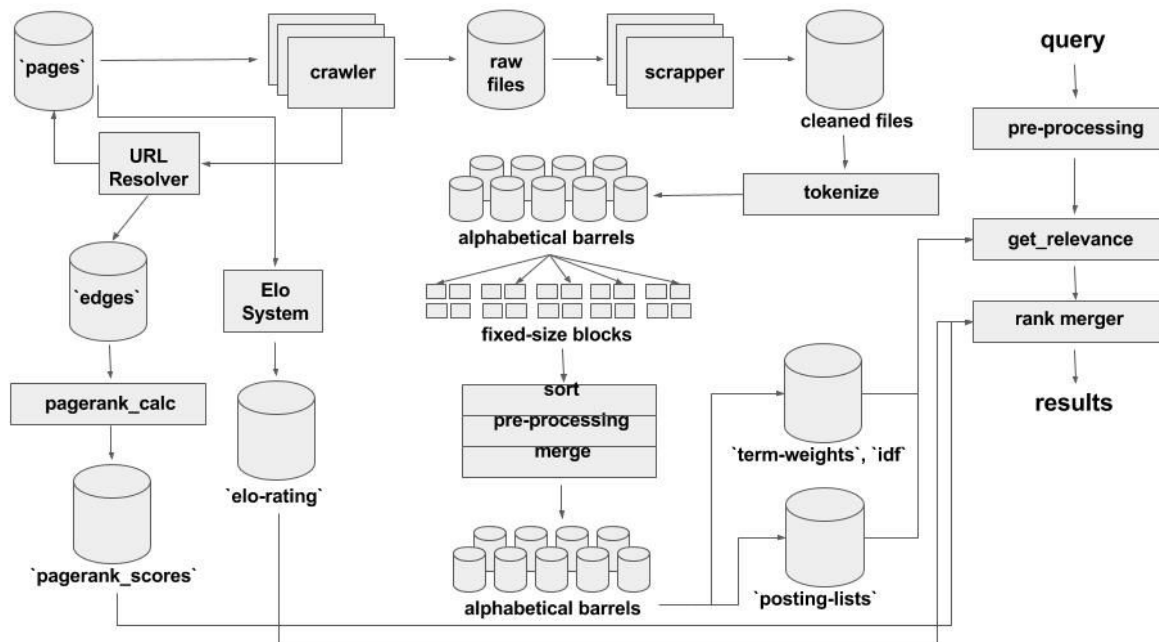 `pages`
crawler
raw
files
scrapper
cleaned files
query
pre-processing
URL
Resolver
tokenize
alphabetical barrels
get_relevance
`edges`
Elo
System
fixed-size blocks
rank merger
results
pagerank_calc
sort
pre-processing
merge
`term-weights`, `idf`
`elo-rating`
`pagerank_scores`
alphabetical barrels
`posting-lists`